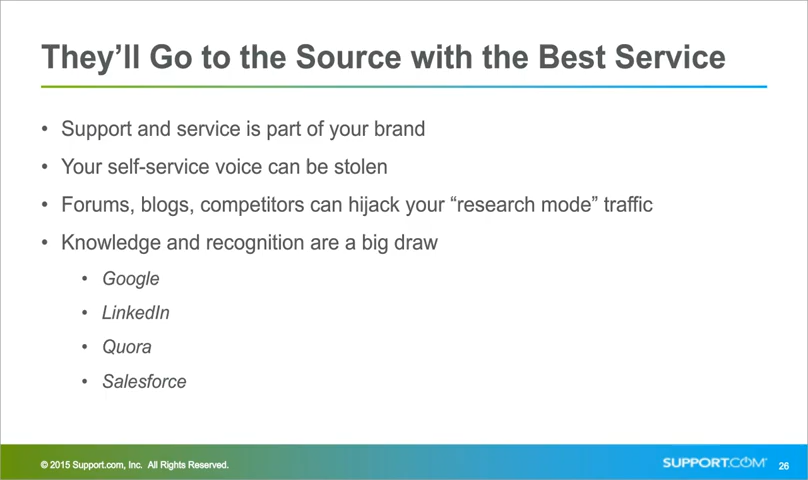 They’ll Go to the Source with the Best Service
• Support and service is part of your brand
• Your self-service voice can be stolen
• Forums, blogs, competitors can hijack your “research mode” traffic
• Knowledge and recognition are a big draw
• Google
• LinkedIn
• Quora
• Salesforce
© 2015 Support.com, Inc. All Rights Reserved.
SUPPORT.COM
26